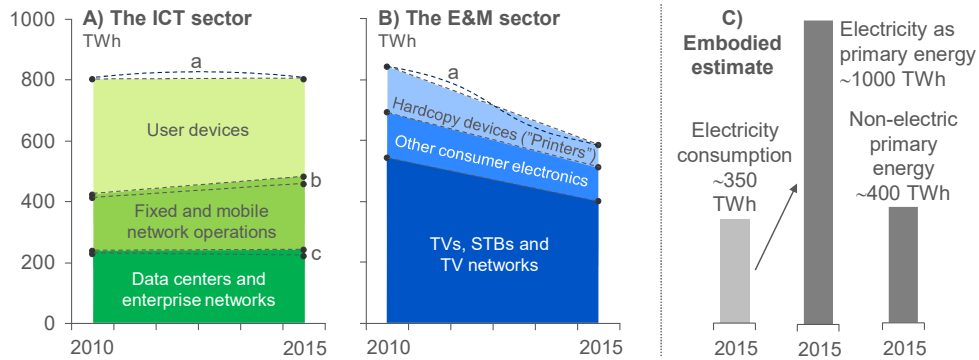 A) The ICT sector
TWh
1000
800
600
400
200
0
a
User devices
b
Fixed and mobile
network operations
c
Data centers and
enterprise networks
2010
2015
B) The E&M sector
TWh
a
Hardcopy devices ("Printers")
Other consumer electronics
TVs, STBs and
TV networks
2010
2015
C)
Embodied
estimate
Electricity
consumption
~350
TWh
Electricity as
primary energy
~1000 TWh
Non-electric
primary
energy
~400 TWh
2015
2015
2015